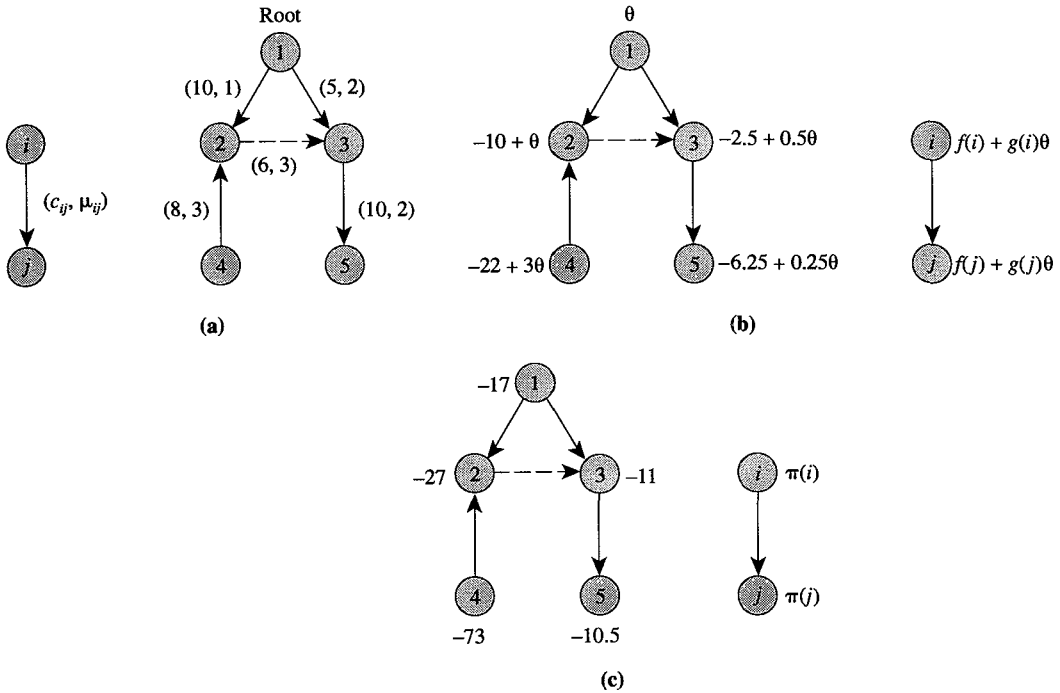 Root
1
(10, 1)
(5, 2)
i
2
3
(6, 3)
(c_ij, μ_ij)
(8, 3)
(10, 2)
j
4
5
(a)
θ
1
−10 + θ
2
3
−2.5 + 0.5θ
i
f(i) + g(i)θ
−22 + 3θ
4
5
−6.25 + 0.25θ
j
f(j) + g(j)θ
(b)
−17
1
−27
2
3
−11
i
π(i)
4
5
j
π(j)
−73
−10.5
(c)